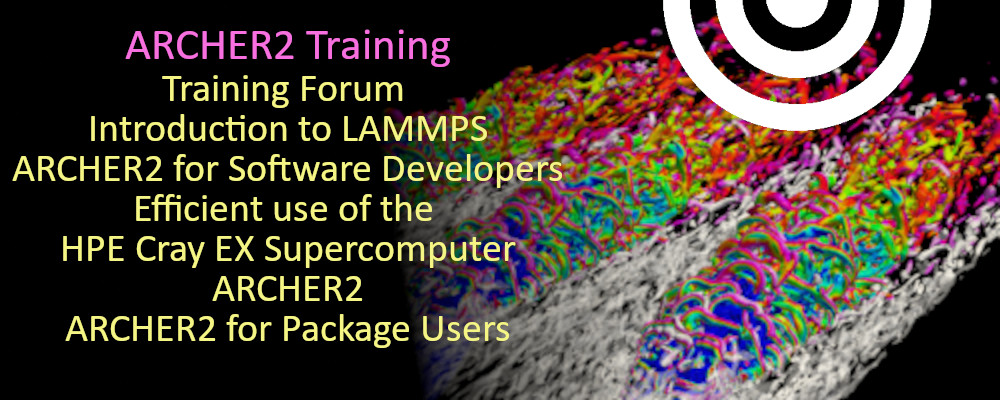 ARCHER2 Training
Training Forum
Introduction to LAMMPS
ARCHER2 for Software Developers
Efficient use of the
HPE Cray EX Supercomputer
ARCHER2
ARCHER2 for Package Users